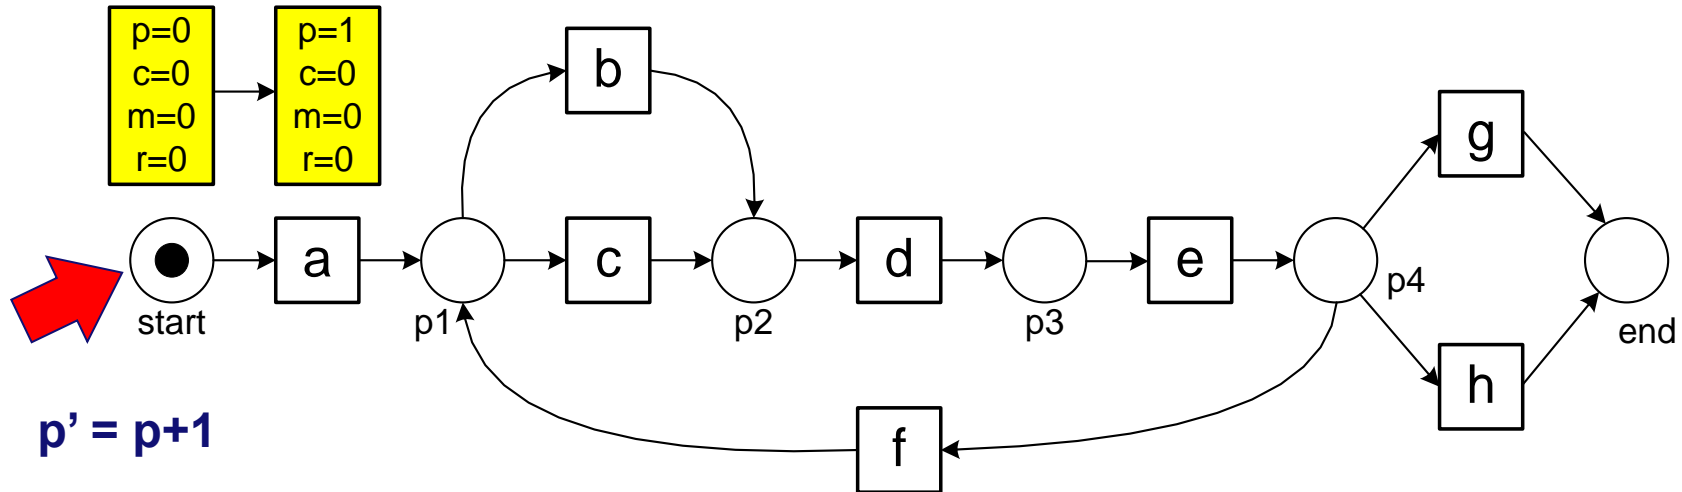 p=0
c=0
m=0
r=0
p=1
c=0
m=0
r=0
b
g
a
c
d
e
p4
start
p1
p2
p3
end
h
p’ = p+1
f